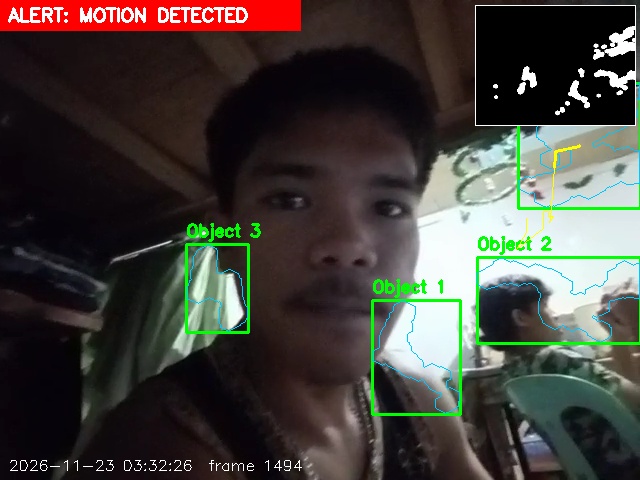 ALERT: MOTION DETECTED
Object 3
Object 2
Object 1
2026-11-23 03:32:26 frame 1494